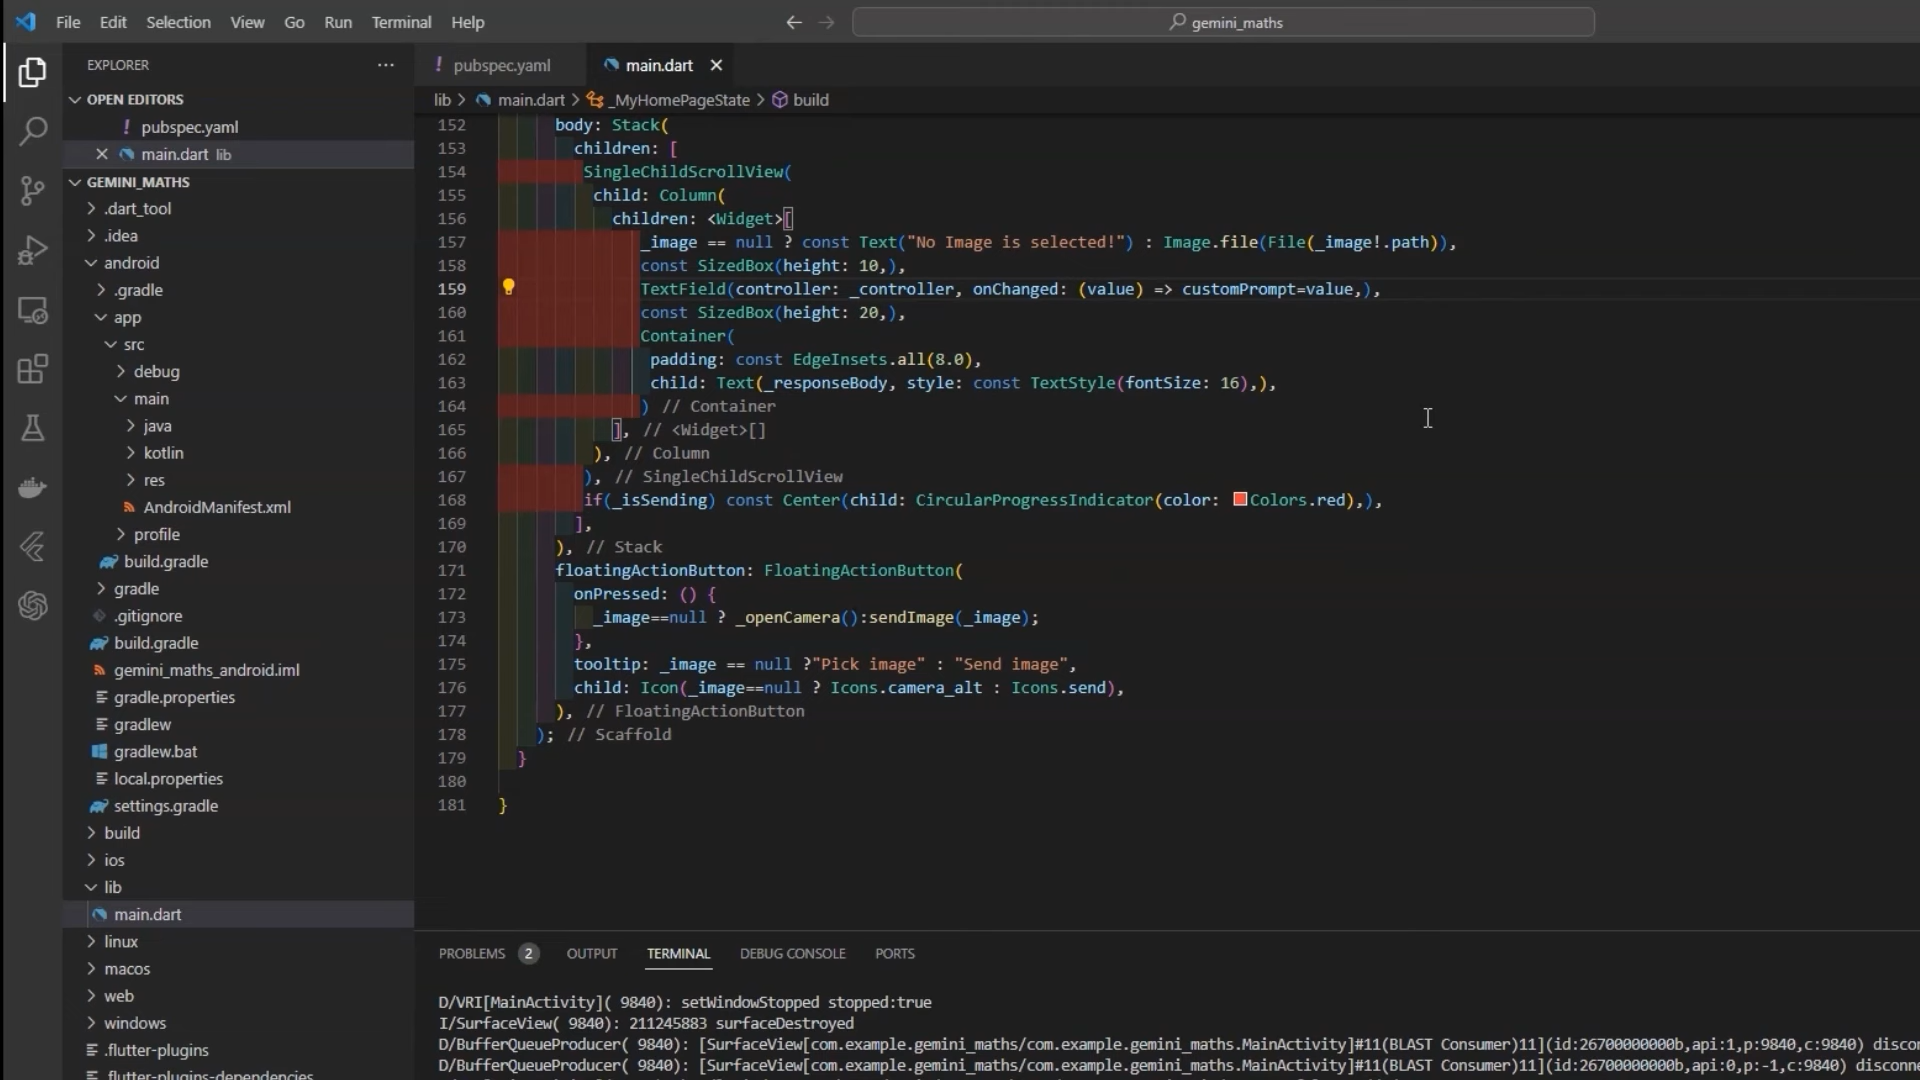 File Edit Selection View Go Run Terminal Help
gemini_maths
EXPLORER
OPEN EDITORS
! pubspec.yaml
main.dart lib
GEMINI_MATHS
.dart_tool
.idea
android
.gradle
app
src
debug
main
java
kotlin
res
AndroidManifest.xml
profile
build.gradle
gradle
.gitignore
build.gradle
gemini_maths_android.iml
gradle.properties
gradlew
gradlew.bat
local.properties
settings.gradle
build
ios
lib
main.dart
linux
macos
web
windows
.flutter-plugins
.flutter-plugins-dependencies
! pubspec.yaml main.dart
lib > main.dart > _MyHomePageState > build
152 body: Stack(
153 children: [
154 SingleChildScrollView(
155 child: Column(
156 children: <Widget>[
157 _image == null ? const Text("No Image is selected!") : Image.file(File(_image!.path)),
158 const SizedBox(height: 10,),
159 TextField(controller: _controller, onChanged: (value) => customPrompt=value,),
160 const SizedBox(height: 20,),
161 Container(
162 padding: const EdgeInsets.all(8.0),
163 child: Text(_responseBody, style: const TextStyle(fontSize: 16),),
164 ) // Container
165 ], // <Widget>[]
166 ), // Column
167 ), // SingleChildScrollView
168 if(_isSending) const Center(child: CircularProgressIndicator(color: Colors.red),),
169 ],
170 ), // Stack
171 floatingActionButton: FloatingActionButton(
172 onPressed: () {
173 _image==null ? _openCamera():sendImage(_image);
174 },
175 tooltip: _image == null ?"Pick image" : "Send image",
176 child: Icon(_image==null ? Icons.camera_alt : Icons.send),
177 ), // FloatingActionButton
178 ); // Scaffold
179 }
180
181 }
PROBLEMS 2 OUTPUT TERMINAL DEBUG CONSOLE PORTS
D/VRI[MainActivity]( 9840): setWindowStopped stopped:true
I/SurfaceView( 9840): 211245883 surfaceDestroyed
D/BufferQueueProducer( 9840): [SurfaceView[com.example.gemini_maths/com.example.gemini_maths.MainActivity]#11(BLAST Consumer)11](id:26700000000b,api:1,p:9840,c:9840) disco
D/BufferQueueProducer( 9840): [SurfaceView[com.example.gemini_maths/com.example.gemini_maths.MainActivity]#11(BLAST Consumer)11](id:26700000000b,api:0,p:-1,c:9840) disconn